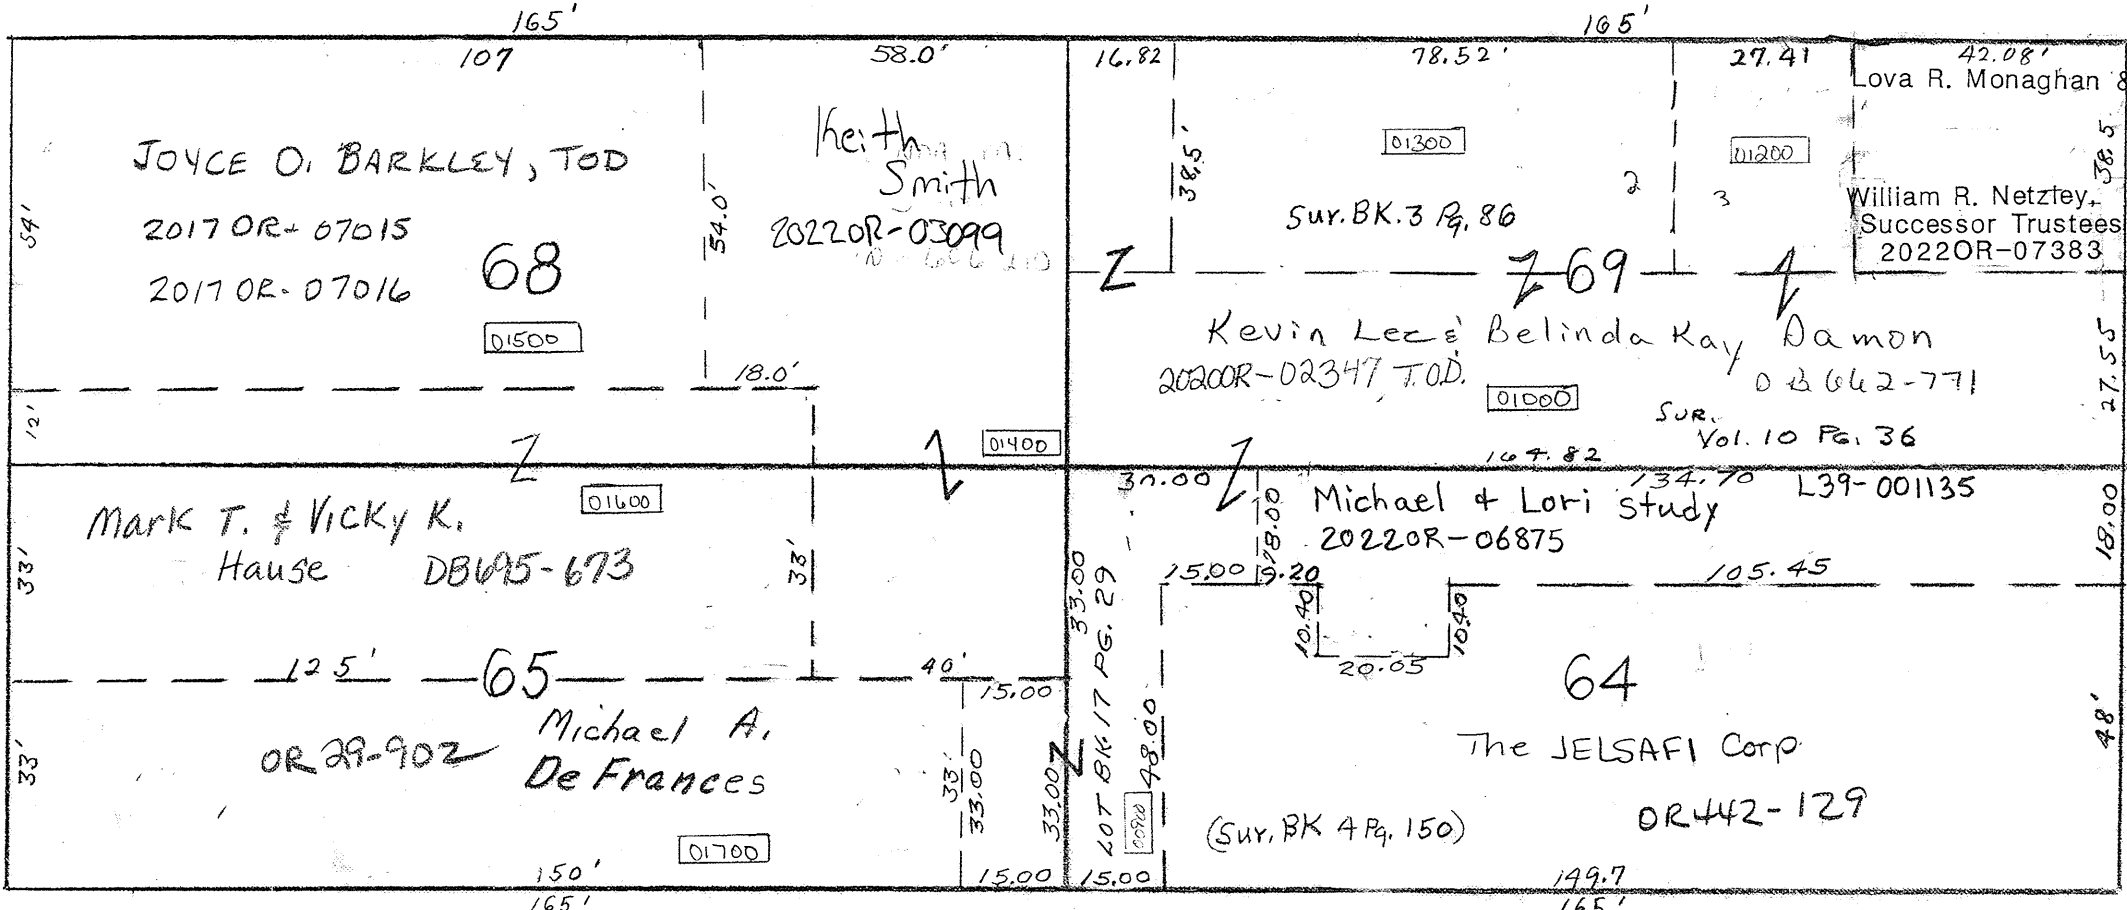 165'
165'
107
58.0'
16.82
78.52'
27.41
42.08'
Lova R. Monaghan &
JOYCE O. BARKLEY, TOD
2017 OR- 07015
2017 OR- 07016
68
01500
54'
54.0'
Keith
Smith
2022OR-03099
38.5'
01300
Sur. BK. 3 Pg. 86
2
01200
3
38.5
William R. Netzley,
Successor Trustees
2022OR-07383
Z
Z
69
Z
Kevin Lee & Belinda Kay Damon
2020OR-02347 T.O.D.
DB 662-771
01000
SUR.
Vol. 10 PG. 36
27.55
18.0'
12'
Z
01400
Z
Z
164.82
Mark T. & Vicky K.
Hause
DB695-673
01600
33'
33'
30.00
134.70
L39-001135
Michael & Lori Study
2022OR-06875
18.00
18.00
33.00
15.00
9.20
105.45
10.40
10.40
20.05
125'
65
40'
15.00
64
OR 29-902
Michael A.
De Frances
33'
33'
33.00
33.00
Z
LOT BK. 17 PG. 29
00900
48.00
The JELSAFI Corp.
OR 442-129
(Sur. BK 4 Pg. 150)
48'
01700
150'
15.00
15.00
149.7
165'
165'